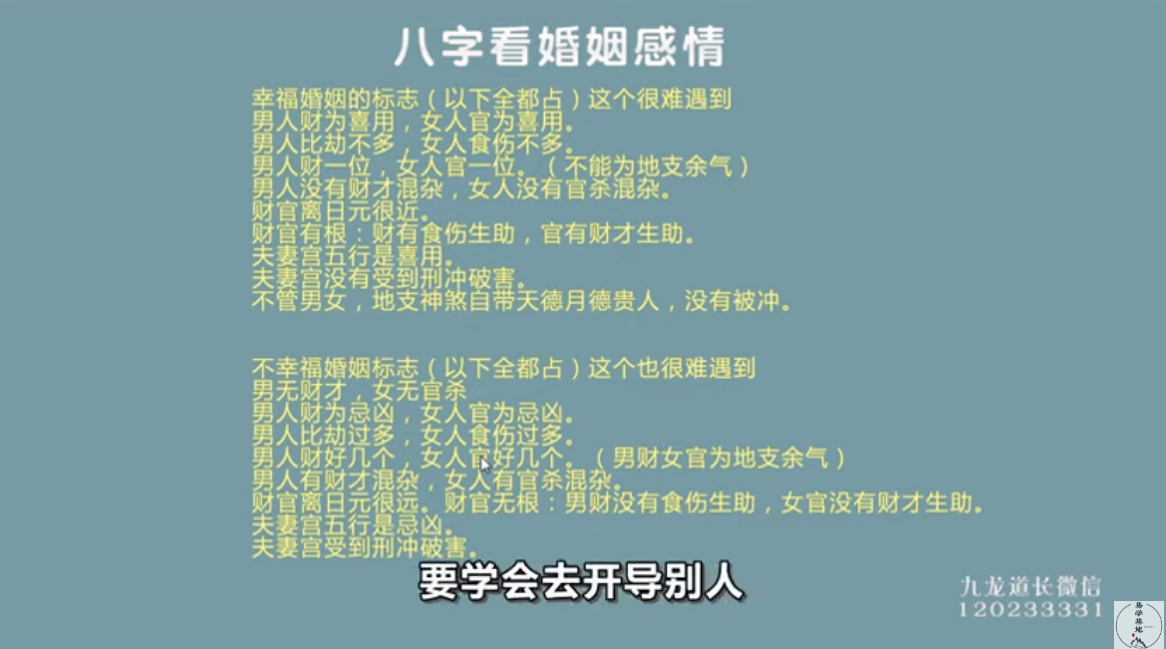 八字看婚姻感情
幸福婚姻的标志（以下全都占）这个很难遇到
男人财为喜用，女人官为喜用。
男人比劫不多，女人食伤不多。
男人财一位，女人官一位。（不能为地支余气）
男人没有财才混杂，女人没有官杀混杂。
财官离日元很近。
财官有根：财有食伤生助，官有财才生助。
夫妻宫五行是喜用。
夫妻宫没有受到刑冲破害。
不管男女，地支神煞自带天德月德贵人，没有被冲。
不幸福婚姻标志（以下全都占）这个也很难遇到
男无财才，女无官杀
男人财为忌凶，女人官为忌凶。
男人比劫过多，女人食伤过多。
男人财好几个，女人官好几个。（男财女官为地支余气）
男人有财才混杂，女人有官杀混杂。
财官离日元很远。财官无根：男财没有食伤生助，女官没有财才生助。
夫妻宫五行是忌凶。
夫妻宫受到刑冲破害。
要学会去开导别人
九龙道长微信
120233331
易学基地